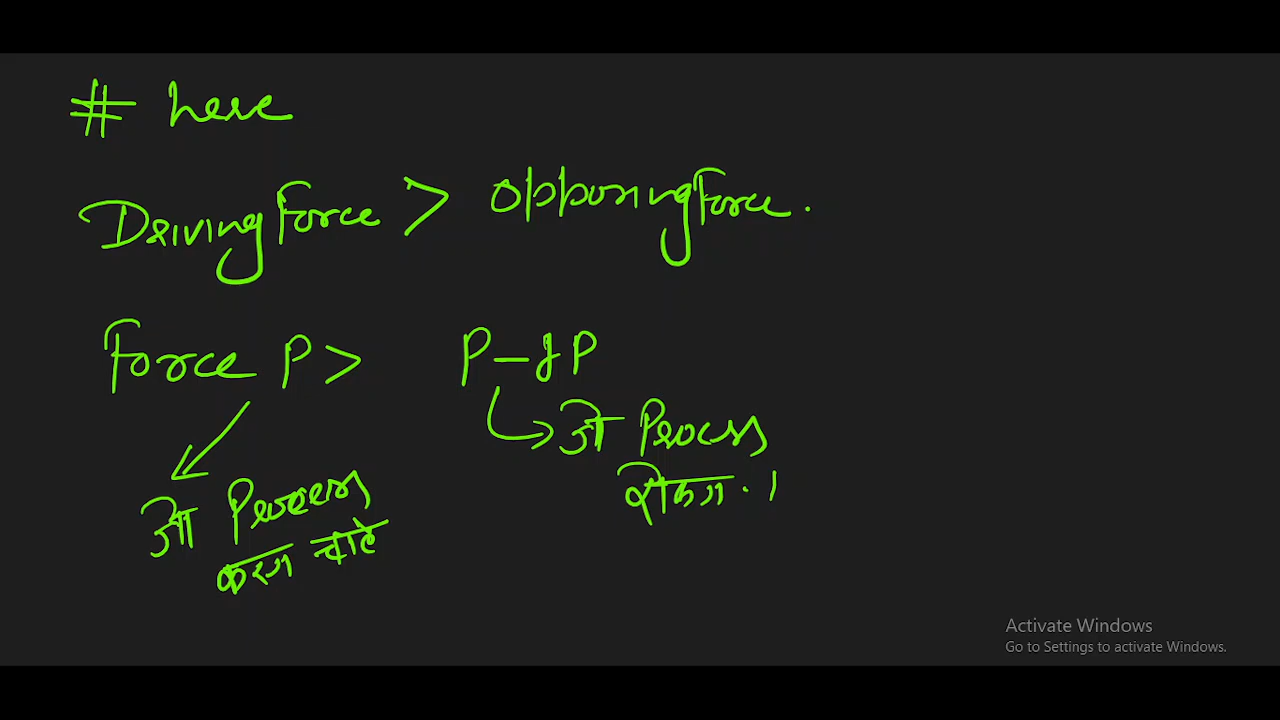 # here
Driving Force > Opposing Force.
Force P > P-dP
जो Process
रोकना. ।
जो Process
करना चाहे
Activate Windows
Go to Settings to activate Windows.